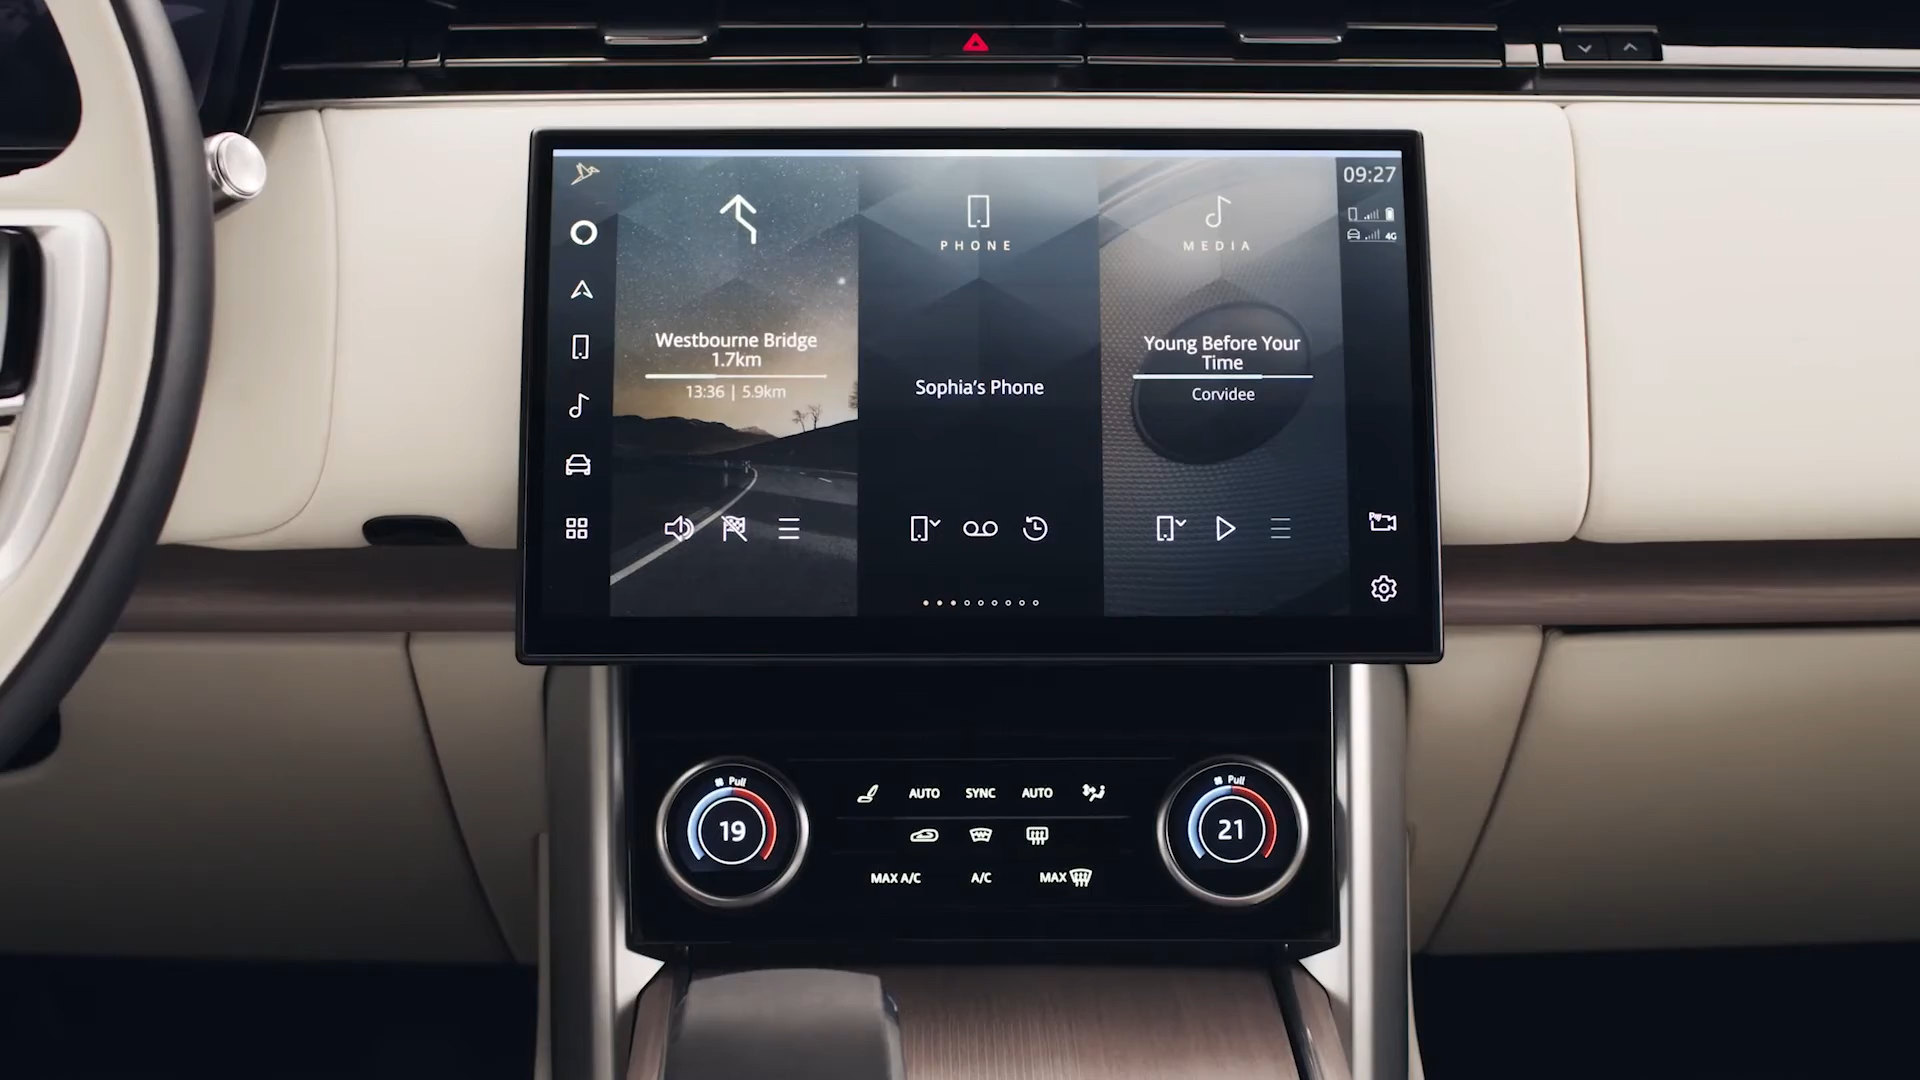 09:27
4G
PHONE
MEDIA
Westbourne Bridge
1.7km
13:36 | 5.9km
Sophia's Phone
Young Before Your
Time
Corvidee
Pull
19
AUTO SYNC AUTO
MAX A/C A/C MAX
Pull
21